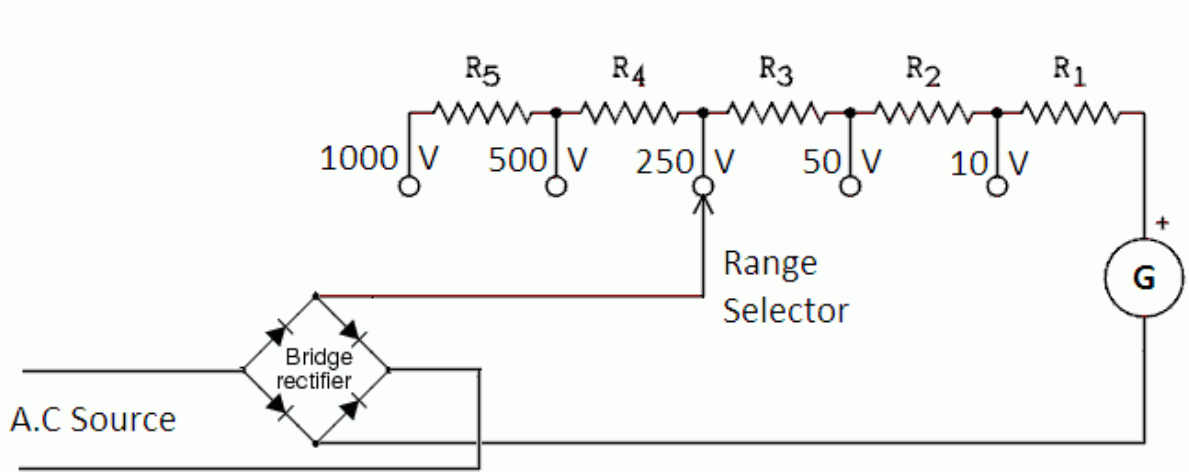 R5 R4 R3 R2 R1
1000 V 500 V 250 V 50 V 10 V
+
G
Range
Selector
Bridge
rectifier
A.C Source